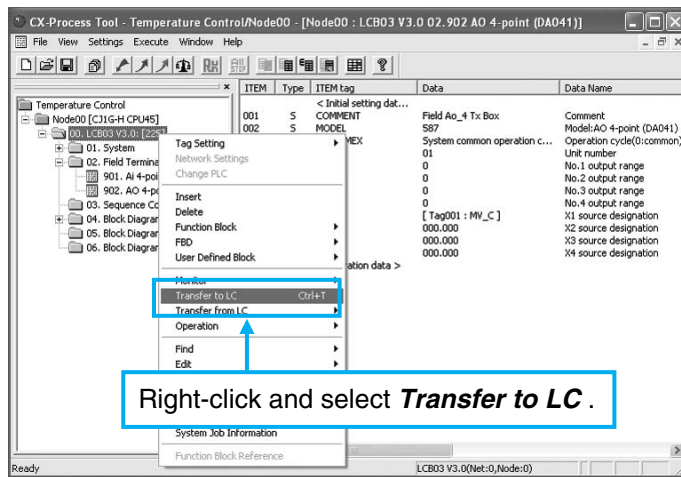 CX-Process Tool - Temperature Control/Node00 - [Node00 : LCB03 V3.0 02.902 AO 4-point (DA041)]
File View Settings Execute Window Help
ITEM Type ITEM tag Data Data Name
Temperature Control
Node00 [CJ1G-H CPU45]
00. LCB03 V3.0: [225]
01. System
02. Field Termina
901. Ai 4-poi
902. AO 4-po
03. Sequence Co
04. Block Diagrar
05. Block Diagrar
06. Block Diagrar
< Initial setting dat...
001 S COMMENT Field Ao_4 Tx Box Comment
002 S MODEL 587 Model:AO 4-point (DA041)
MEX System common operation c... Operation cycle(0:common)
01 Unit number
0 No.1 output range
0 No.2 output range
0 No.3 output range
0 No.4 output range
[ Tag001 : MV_C ] X1 source designation
000.000 X2 source designation
000.000 X3 source designation
000.000 X4 source designation
ation data >
Tag Setting
Network Settings
Change PLC
Insert
Delete
Function Block
FBD
User Defined Block
Monitor
Transfer to LC Ctrl+T
Transfer from LC
Operation
Find
Edit
Right-click and select Transfer to LC .
System Job Information
Function Block Reference
Ready LCB03 V3.0(Net:0,Node:0)